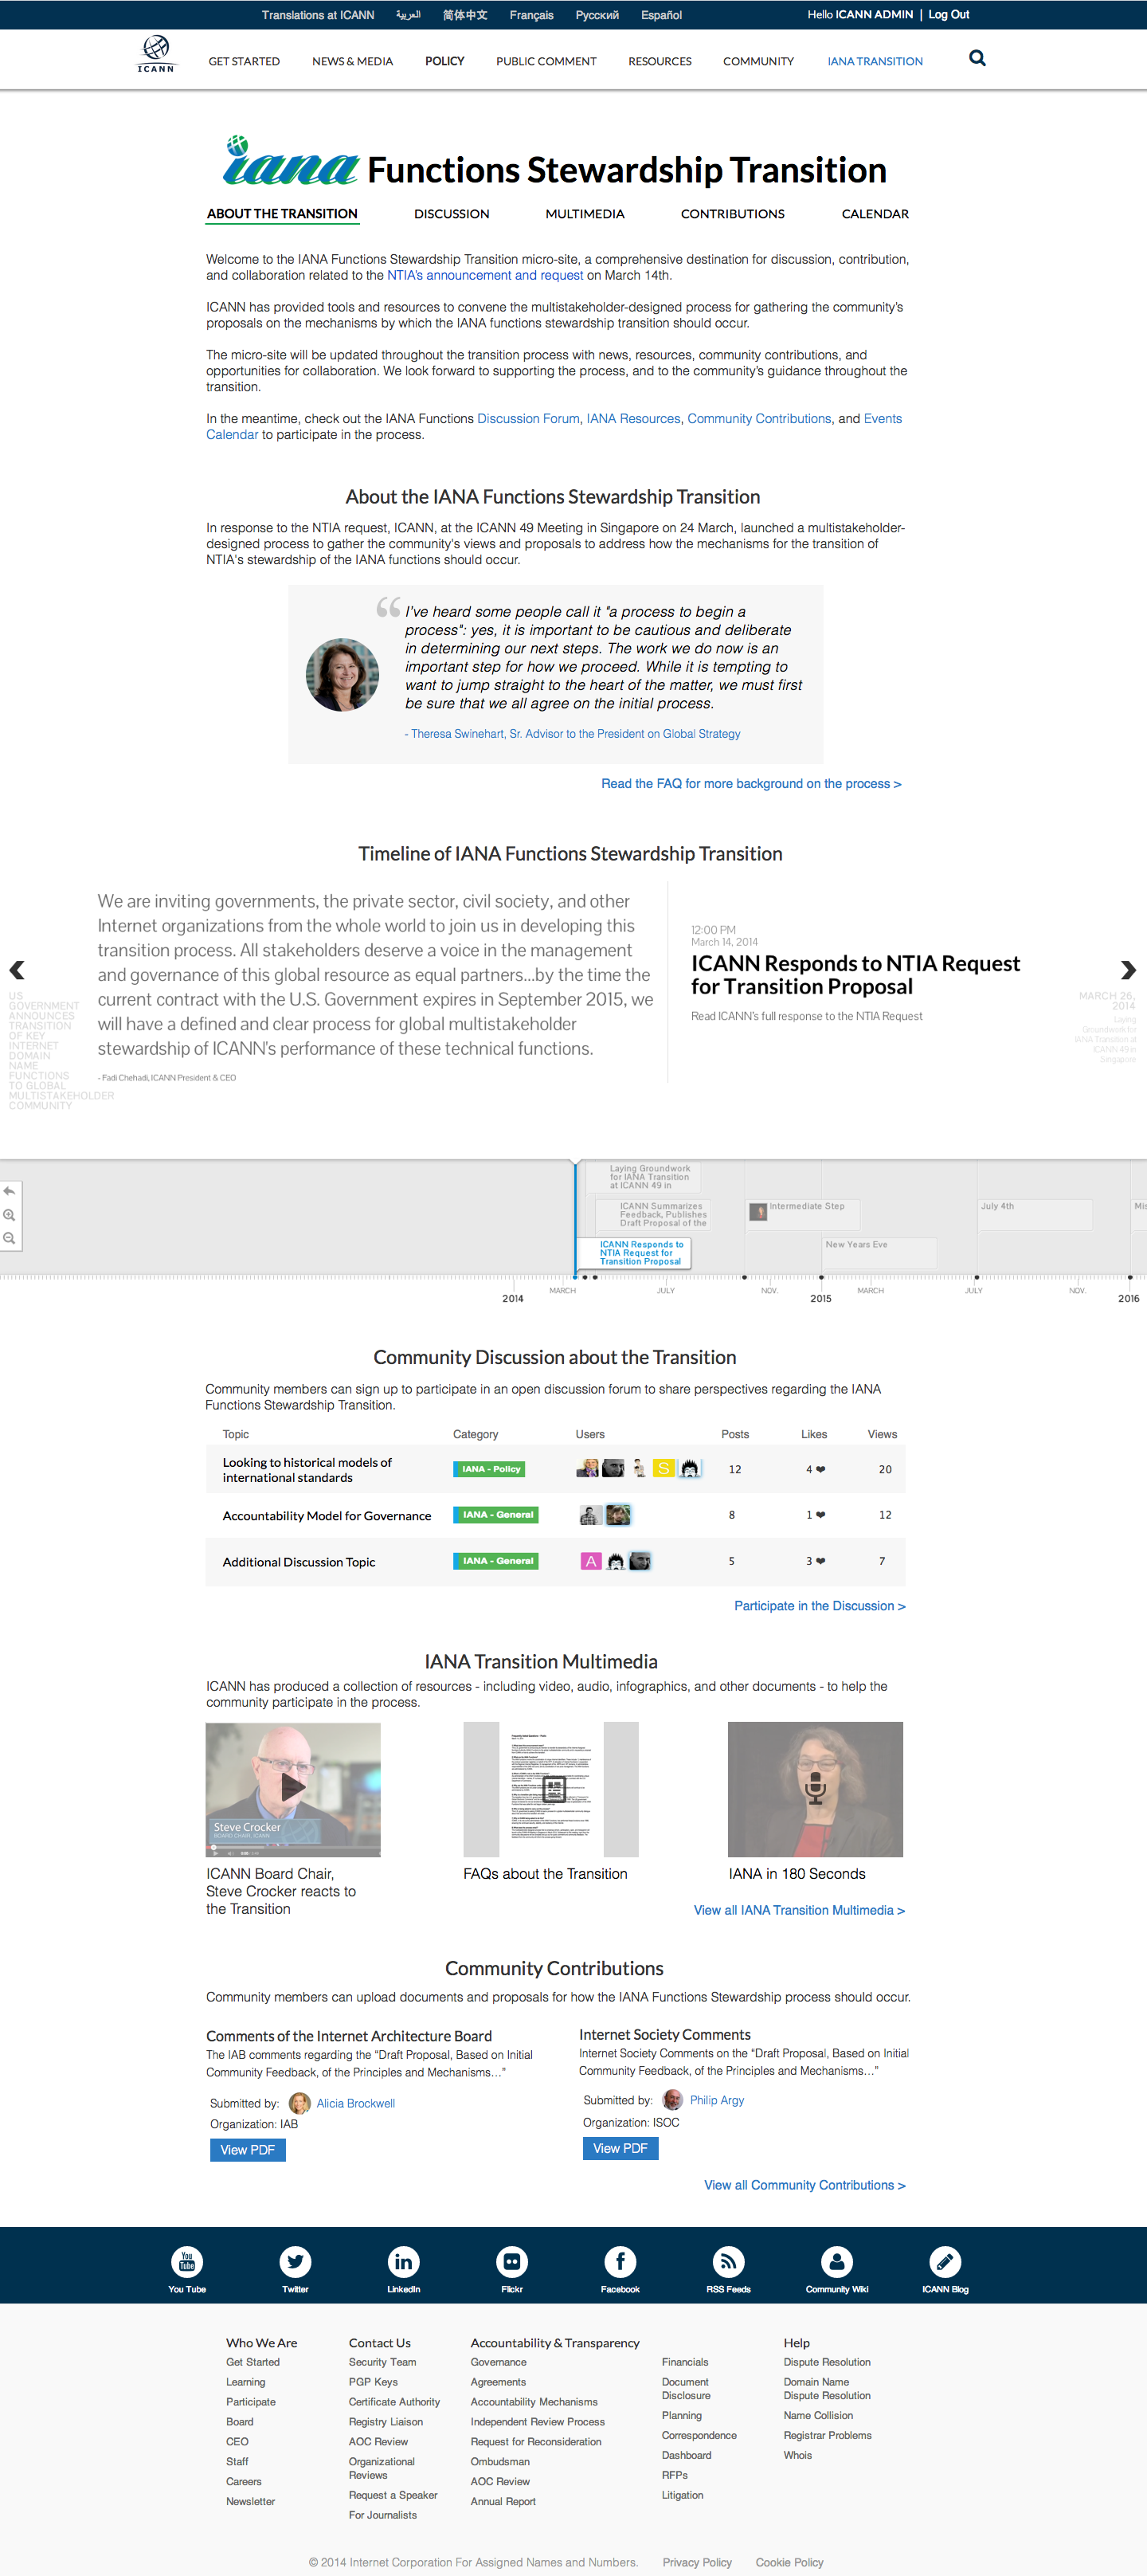 Translations at ICANN العربية 简体中文 Français Русский Español Hello ICANN ADMIN | Log Out
ICANN
GET STARTED NEWS & MEDIA POLICY PUBLIC COMMENT RESOURCES COMMUNITY IANA TRANSITION
iana Functions Stewardship Transition
ABOUT THE TRANSITION DISCUSSION MULTIMEDIA CONTRIBUTIONS CALENDAR
Welcome to the IANA Functions Stewardship Transition micro-site, a comprehensive destination for discussion, contribution,
and collaboration related to the NTIA's announcement and request on March 14th.
ICANN has provided tools and resources to convene the multistakeholder-designed process for gathering the community's
proposals on the mechanisms by which the IANA functions stewardship transition should occur.
The micro-site will be updated throughout the transition process with news, resources, community contributions, and
opportunities for collaboration. We look forward to supporting the process, and to the community's guidance throughout the
transition.
In the meantime, check out the IANA Functions Discussion Forum, IANA Resources, Community Contributions, and Events
Calendar to participate in the process.
About the IANA Functions Stewardship Transition
In response to the NTIA request, ICANN, at the ICANN 49 Meeting in Singapore on 24 March, launched a multistakeholder-
designed process to gather the community's views and proposals to address how the mechanisms for the transition of
NTIA's stewardship of the IANA functions should occur.
“ I've heard some people call it "a process to begin a
process": yes, it is important to be cautious and deliberate
in determining our next steps. The work we do now is an
important step for how we proceed. While it is tempting to
want to jump straight to the heart of the matter, we must first
be sure that we all agree on the initial process.
- Theresa Swinehart, Sr. Advisor to the President on Global Strategy
Read the FAQ for more background on the process >
Timeline of IANA Functions Stewardship Transition
We are inviting governments, the private sector, civil society, and other
Internet organizations from the whole world to join us in developing this
transition process. All stakeholders deserve a voice in the management
and governance of this global resource as equal partners...by the time the
current contract with the U.S. Government expires in September 2015, we
will have a defined and clear process for global multistakeholder
stewardship of ICANN's performance of these technical functions.
- Fadi Chehadi, ICANN President & CEO
12:00 PM
March 14, 2014
ICANN Responds to NTIA Request
for Transition Proposal
Read ICANN's full response to the NTIA Request
US
GOVERNMENT
ANNOUNCES
TRANSITION
OF KEY
INTERNET
DOMAIN
NAME
FUNCTIONS
TO GLOBAL
MULTISTAKEHOLDER
COMMUNITY
MARCH 26,
2014
Laying
Groundwork for
IANA Transition at
ICANN 49 in
Singapore
Laying Groundwork
for IANA Transition
at ICANN 49 in
ICANN Summarizes
Feedback, Publishes
Draft Proposal of the
Intermediate Step
July 4th
Mis
ICANN Responds to
NTIA Request for
Transition Proposal
New Years Eve
MARCH JULY NOV. MARCH JULY NOV.
2014 2015 2016
Community Discussion about the Transition
Community members can sign up to participate in an open discussion forum to share perspectives regarding the IANA
Functions Stewardship Transition.
Topic Category Users Posts Likes Views
Looking to historical models of
international standards
IANA - Policy S 12 4 ❤ 20
Accountability Model for Governance IANA - General 8 1 ❤ 12
Additional Discussion Topic IANA - General A 5 3 ❤ 7
Participate in the Discussion >
IANA Transition Multimedia
ICANN has produced a collection of resources - including video, audio, infographics, and other documents - to help the
community participate in the process.
Steve Crocker
BOARD CHAIR, ICANN
ICANN Board Chair,
Steve Crocker reacts to
the Transition
FAQs about the Transition
IANA in 180 Seconds
View all IANA Transition Multimedia >
Community Contributions
Community members can upload documents and proposals for how the IANA Functions Stewardship process should occur.
Comments of the Internet Architecture Board
The IAB comments regarding the “Draft Proposal, Based on Initial
Community Feedback, of the Principles and Mechanisms…”
Submitted by: Alicia Brockwell
Organization: IAB
View PDF
Internet Society Comments
Internet Society Comments on the “Draft Proposal, Based on Initial
Community Feedback, of the Principles and Mechanisms…”
Submitted by: Philip Argy
Organization: ISOC
View PDF
View all Community Contributions >
You Tube Twitter LinkedIn Flickr Facebook RSS Feeds Community Wiki ICANN Blog
Who We Are
Get Started
Learning
Participate
Board
CEO
Staff
Careers
Newsletter
Contact Us
Security Team
PGP Keys
Certificate Authority
Registry Liaison
AOC Review
Organizational
Reviews
Request a Speaker
For Journalists
Accountability & Transparency
Governance
Agreements
Accountability Mechanisms
Independent Review Process
Request for Reconsideration
Ombudsman
AOC Review
Annual Report
Financials
Document
Disclosure
Planning
Correspondence
Dashboard
RFPs
Litigation
Help
Dispute Resolution
Domain Name
Dispute Resolution
Name Collision
Registrar Problems
Whois
© 2014 Internet Corporation For Assigned Names and Numbers. Privacy Policy Cookie Policy